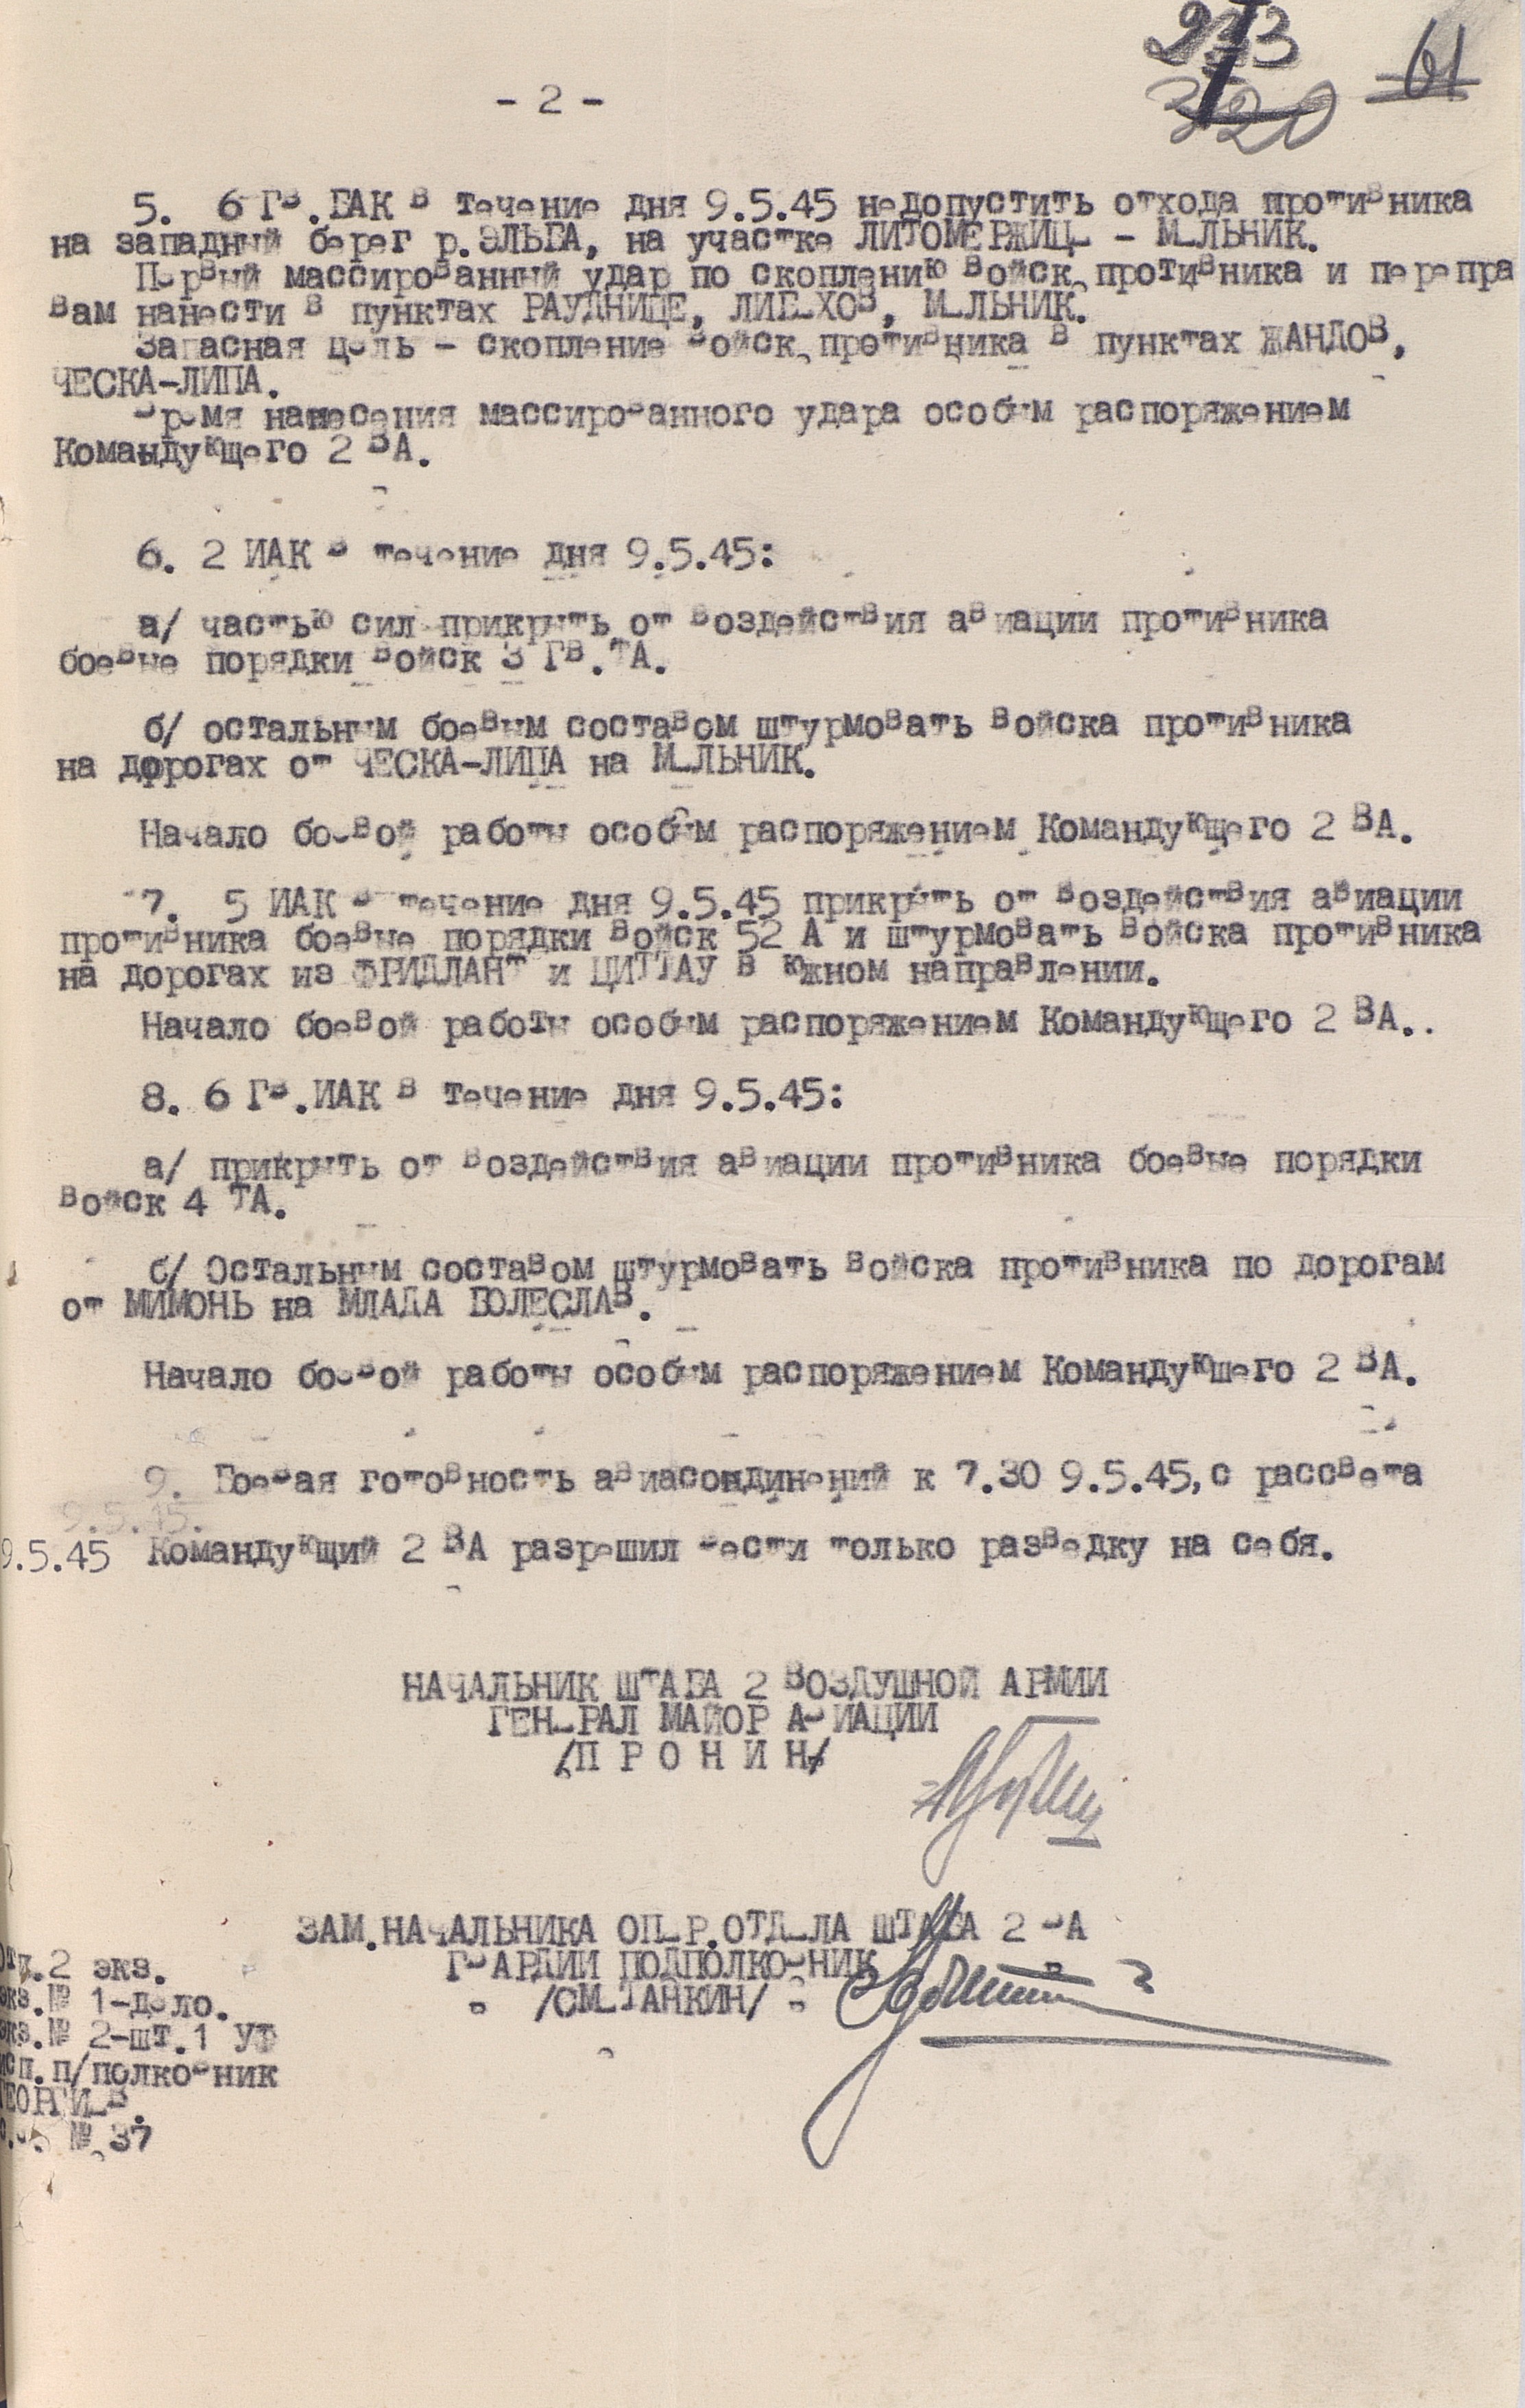 273
320
61
- 2 -
5. 6 Гв.БАК в течение дня 9.5.45 недопустить отхода противника
на западный берег р.ЭЛЬБА, на участке ЛИТОМЕРЖИЦЕ - МЕЛЬНИК.
Первый массированный удар по скоплению войск противника и перепра
вам нанести в пунктах РАУДНИЦЕ, ЛИБЕХОВ, МЕЛЬНИК.
Запасная цель - скопление войск противника в пунктах ЖАНДОВ,
ЧЕСКА-ЛИПА.
Время нанесения массированного удара особым распоряжением
Командующего 2 ВА.
6. 2 ИАК в течение дня 9.5.45:
а/ частью сил прикрыть от воздействия авиации противника
боевые порядки войск 3 ГВ.ТА.
б/ остальным боевым составом штурмовать войска противника
на дорогах от ЧЕСКА-ЛИПА на МЕЛЬНИК.
Начало боевой работы особым распоряжением Командующего 2 ВА.
7. 5 ИАК в течение дня 9.5.45 прикрыть от воздействия авиации
противника боевые порядки войск 52 А и штурмовать войска противника
на дорогах из ФРИДЛАНТ и ЦИТТАУ в южном направлении.
Начало боевой работы особым распоряжением Командующего 2 ВА..
8. 6 Гв.ИАК в течение дня 9.5.45:
а/ прикрыть от воздействия авиации противника боевые порядки
войск 4 ТА.
б/ Остальным составом штурмовать войска противника по дорогам
от МИМОНЬ на МЛАДА БОЛЕСЛАВ.
Начало боевой работы особым распоряжением Командуюшего 2 ВА.
9. Боевая готовность авиасоединений к 7.30 9.5.45, с рассвета
9.5.45.
9.5.45 Командующий 2 ВА разрешил вести только разведку на себя.
НАЧАЛЬНИК ШТАБА 2 ВОЗДУШНОЙ АРМИИ
ГЕНЕРАЛ МАЙОР АВИАЦИИ
/П Р О Н И Н/
ЗАМ.НАЧАЛЬНИКА ОПЕР.ОТДЕЛА ШТАБА 2 ВА
ГВАРДИИ ПОДПОЛКОВНИК
/СМЕТАНКИН/
отп.2 экз.
экз.№ 1-дело.
экз.№ 2-шт.1 УФ
исп.п/полковник
ГЕОРГИЕВ.
№ 37